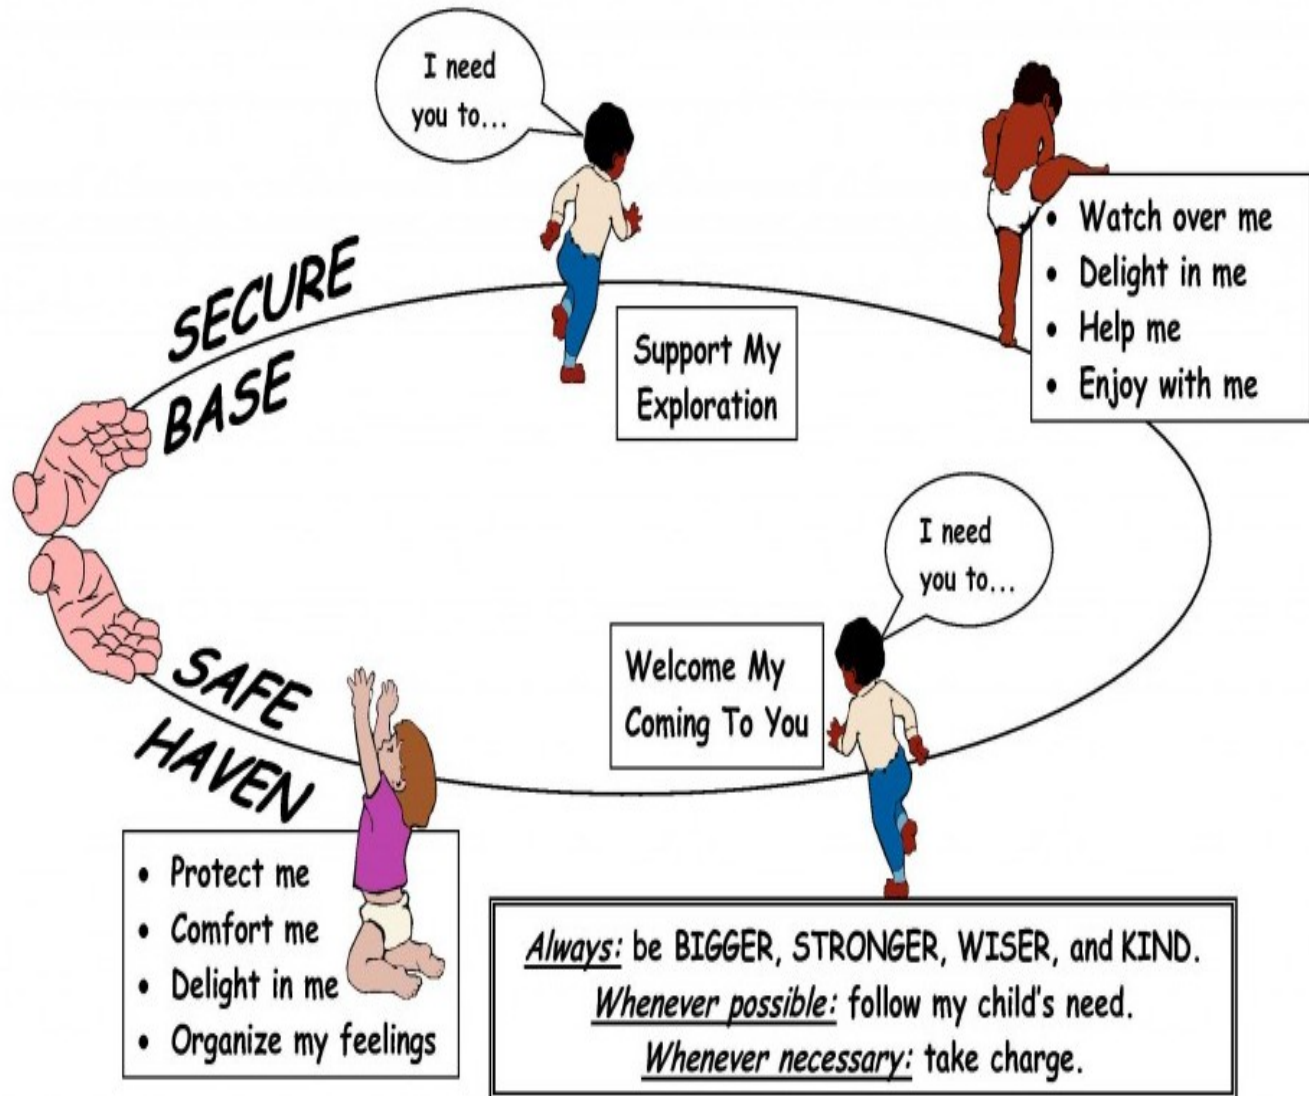 I need
you to...
SECURE
BASE
Support My
Exploration
• Watch over me
• Delight in me
• Help me
• Enjoy with me
I need
you to...
Welcome My
Coming To You
SAFE
HAVEN
• Protect me
• Comfort me
• Delight in me
• Organize my feelings
Always: be BIGGER, STRONGER, WISER, and KIND.
Whenever possible: follow my child's need.
Whenever necessary: take charge.